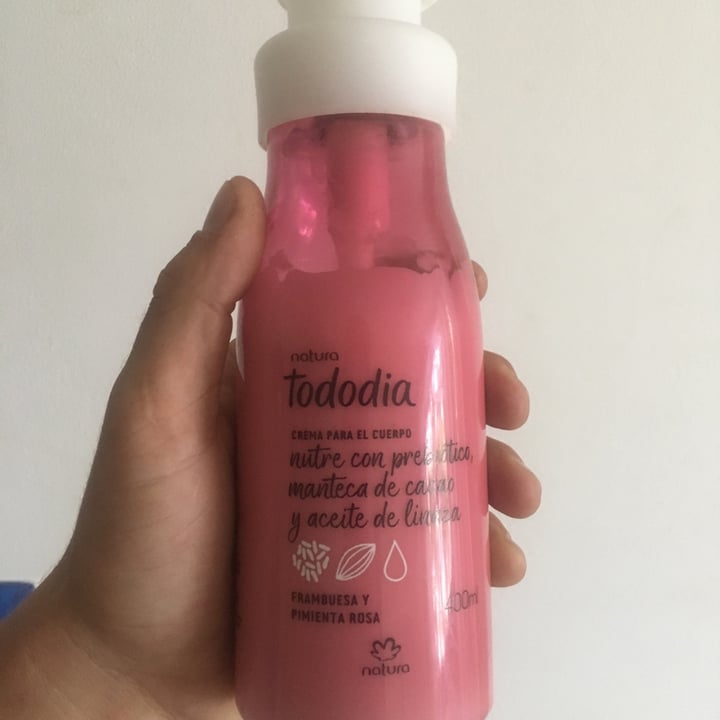 natura
tododia
CREMA PARA EL CUERPO
nutre con prebiótico,
manteca de cacao
y aceite de linaza
FRAMBUESA Y
PIMIENTA ROSA
400ml
natura